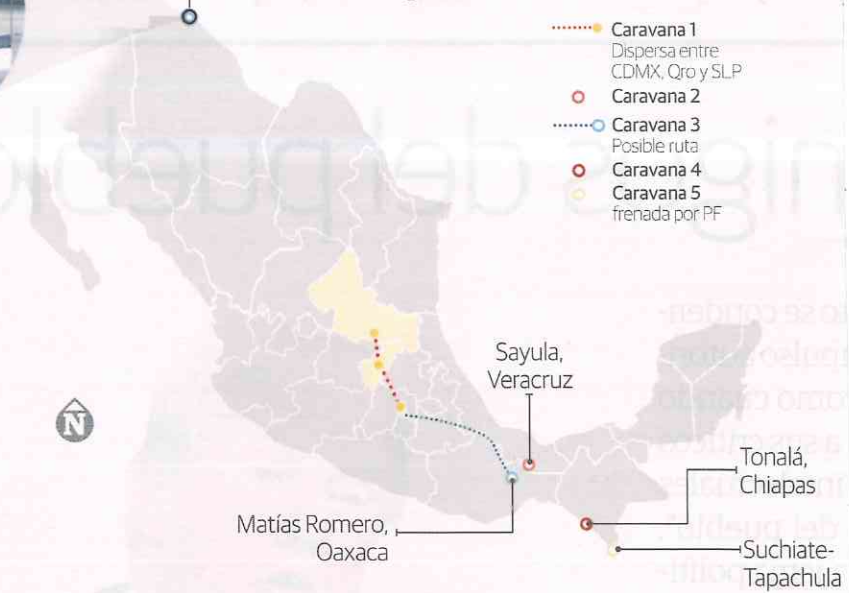 Caravana 1
Dispersa entre
CDMX, Qro y SLP
Caravana 2
Caravana 3
Posible ruta
Caravana 4
Caravana 5
frenada por PF
N
Sayula,
Veracruz
Tonalá,
Chiapas
Matías Romero,
Oaxaca
Suchiate-
Tapachula